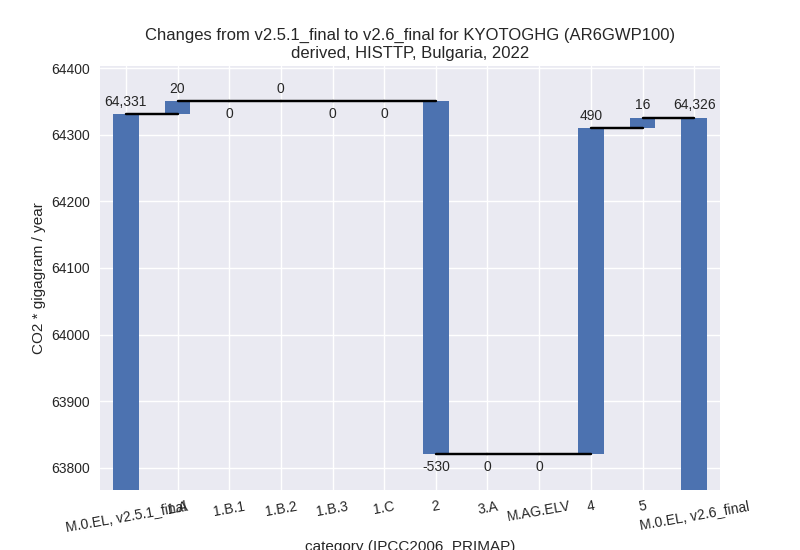 Changes from v2.5.1_final to v2.6_final for KYOTOGHG (AR6GWP100)
derived, HISTTP, Bulgaria, 2022
CO2 * gigagram / year
64400
64300
64200
64100
64000
63900
63800
64,331
20
0
0
0
0
-530
0
0
490
16
64,326
M.0.EL, v2.5.1_final
1.A
1.B.1
1.B.2
1.B.3
1.C
2
3.A
M.AG.ELV
4
5
M.0.EL, v2.6_final
category (IPCC2006_PRIMAP)